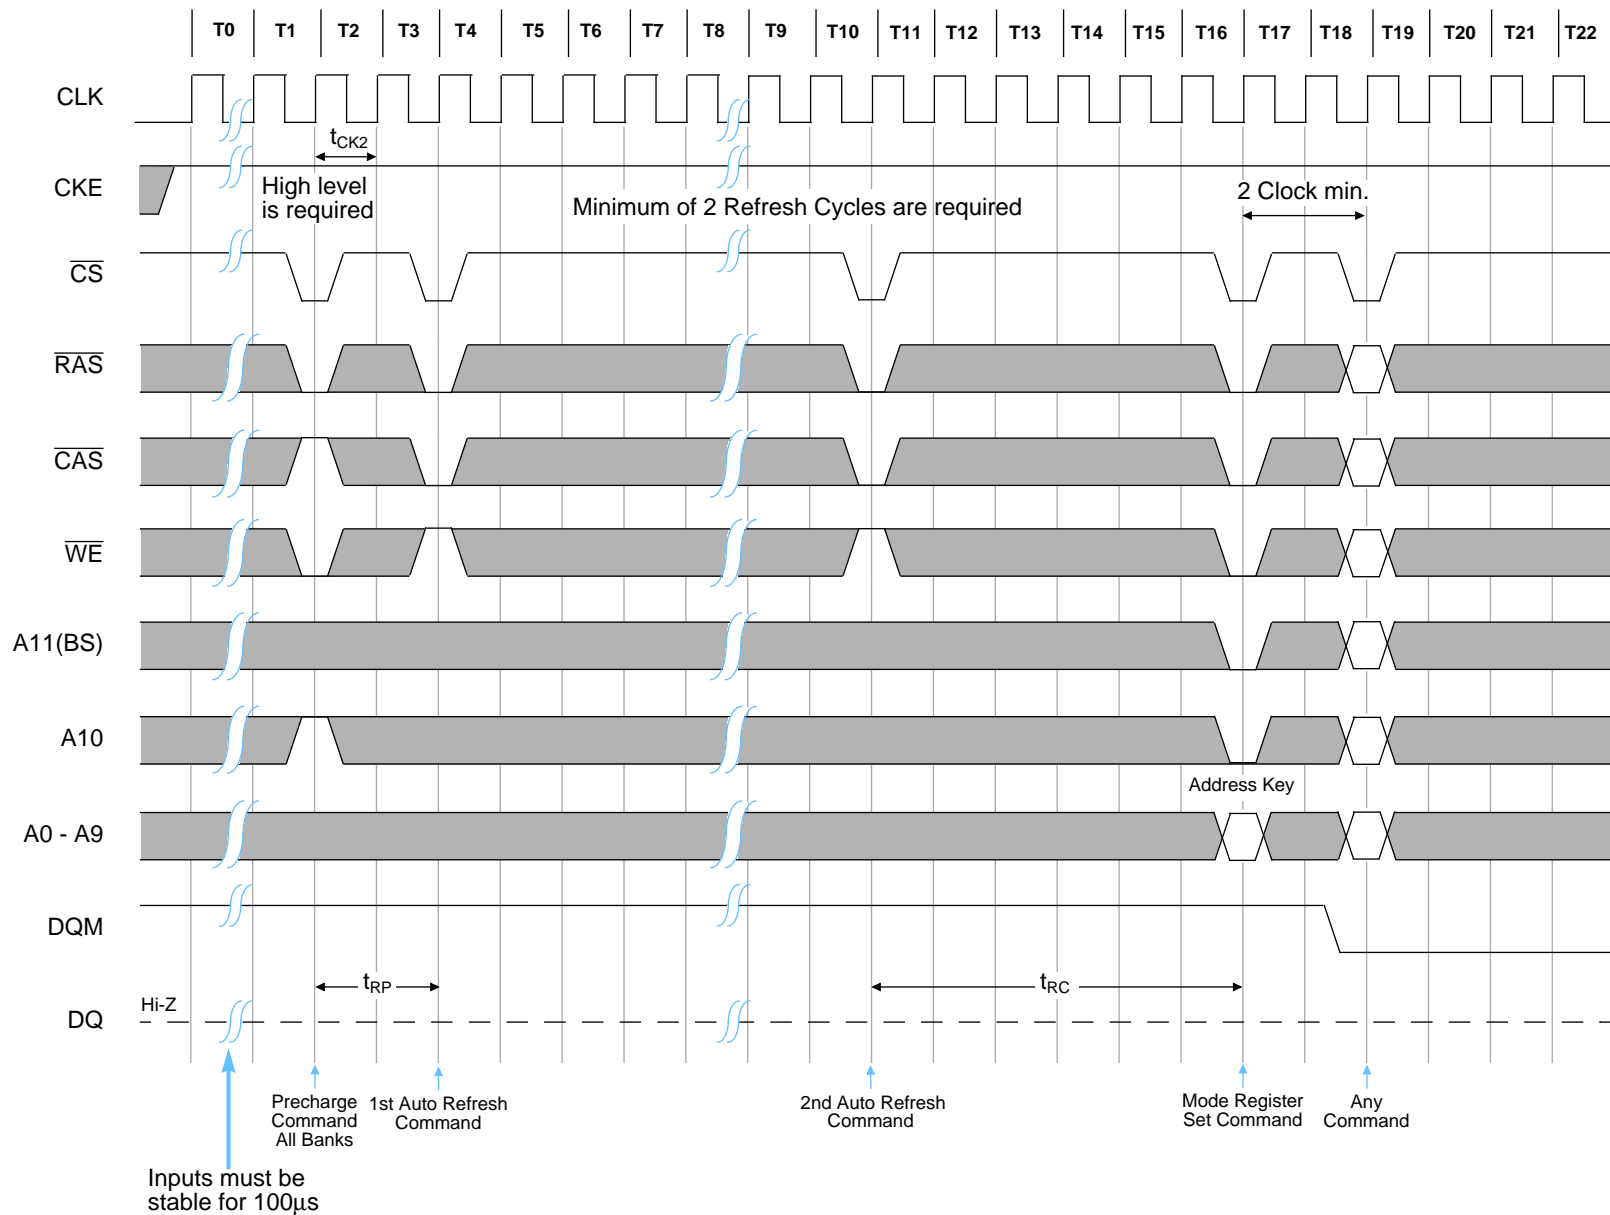 T0 T1 T2 T3 T4 T5 T6 T7 T8 T9 T10 T11 T12 T13 T14 T15 T16 T17 T18 T19 T20 T21 T22
CLK
tCK2
CKE
High level
is required
Minimum of 2 Refresh Cycles are required
2 Clock min.
CS
RAS
CAS
WE
A11(BS)
A10
Address Key
A0 - A9
DQM
tRP
tRC
Hi-Z
DQ
Precharge
Command
All Banks
1st Auto Refresh
Command
2nd Auto Refresh
Command
Mode Register
Set Command
Any
Command
Inputs must be
stable for 100μs